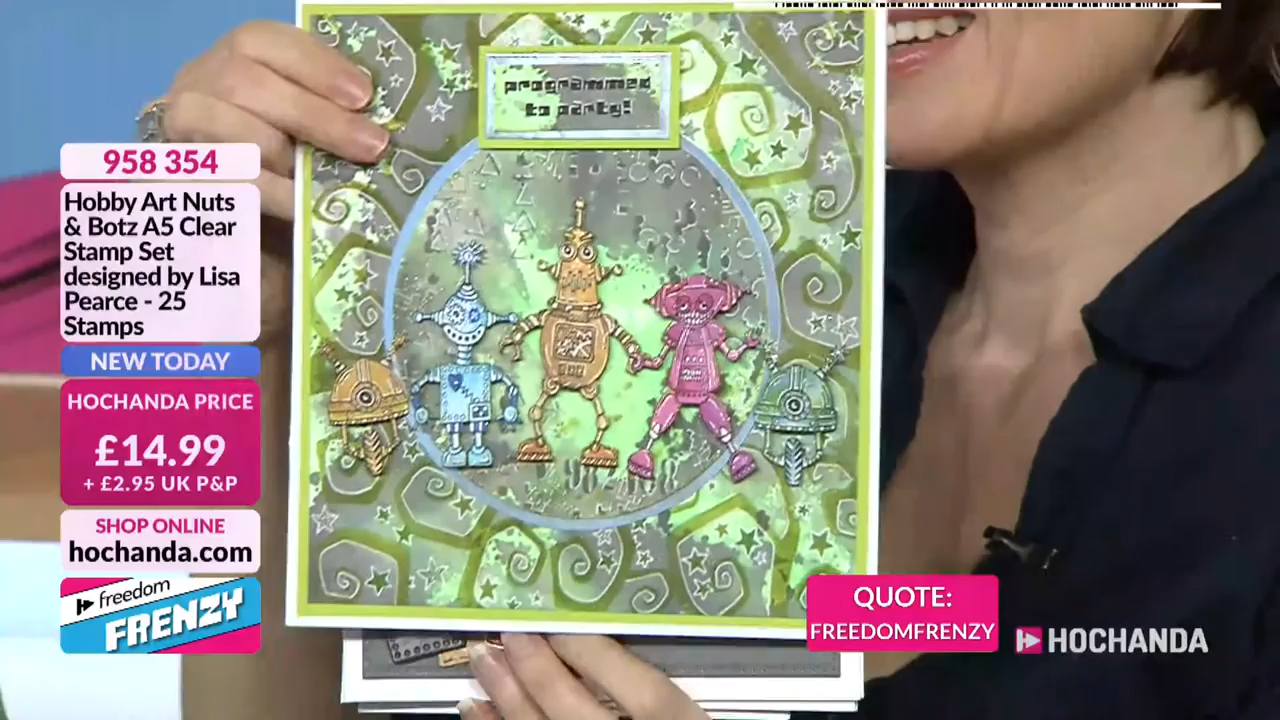 programmed
to party!
958 354
Hobby Art Nuts
& Botz A5 Clear
Stamp Set
designed by Lisa
Pearce - 25
Stamps
NEW TODAY
HOCHANDA PRICE
£14.99
+ £2.95 UK P&P
SHOP ONLINE
hochanda.com
freedom
FRENZY
QUOTE:
FREEDOMFRENZY
HOCHANDA